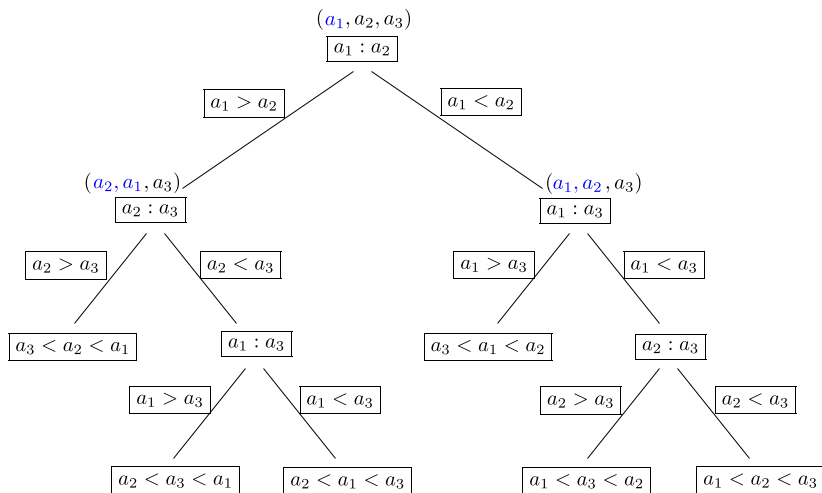 (a₁, a₂, a₃)
a₁ : a₂
a₁ > a₂
a₁ < a₂
(a₂, a₁, a₃)
(a₁, a₂, a₃)
a₂ : a₃
a₁ : a₃
a₂ > a₃
a₂ < a₃
a₁ > a₃
a₁ < a₃
a₃ < a₂ < a₁
a₁ : a₃
a₃ < a₁ < a₂
a₂ : a₃
a₁ > a₃
a₁ < a₃
a₂ > a₃
a₂ < a₃
a₂ < a₃ < a₁
a₂ < a₁ < a₃
a₁ < a₃ < a₂
a₁ < a₂ < a₃